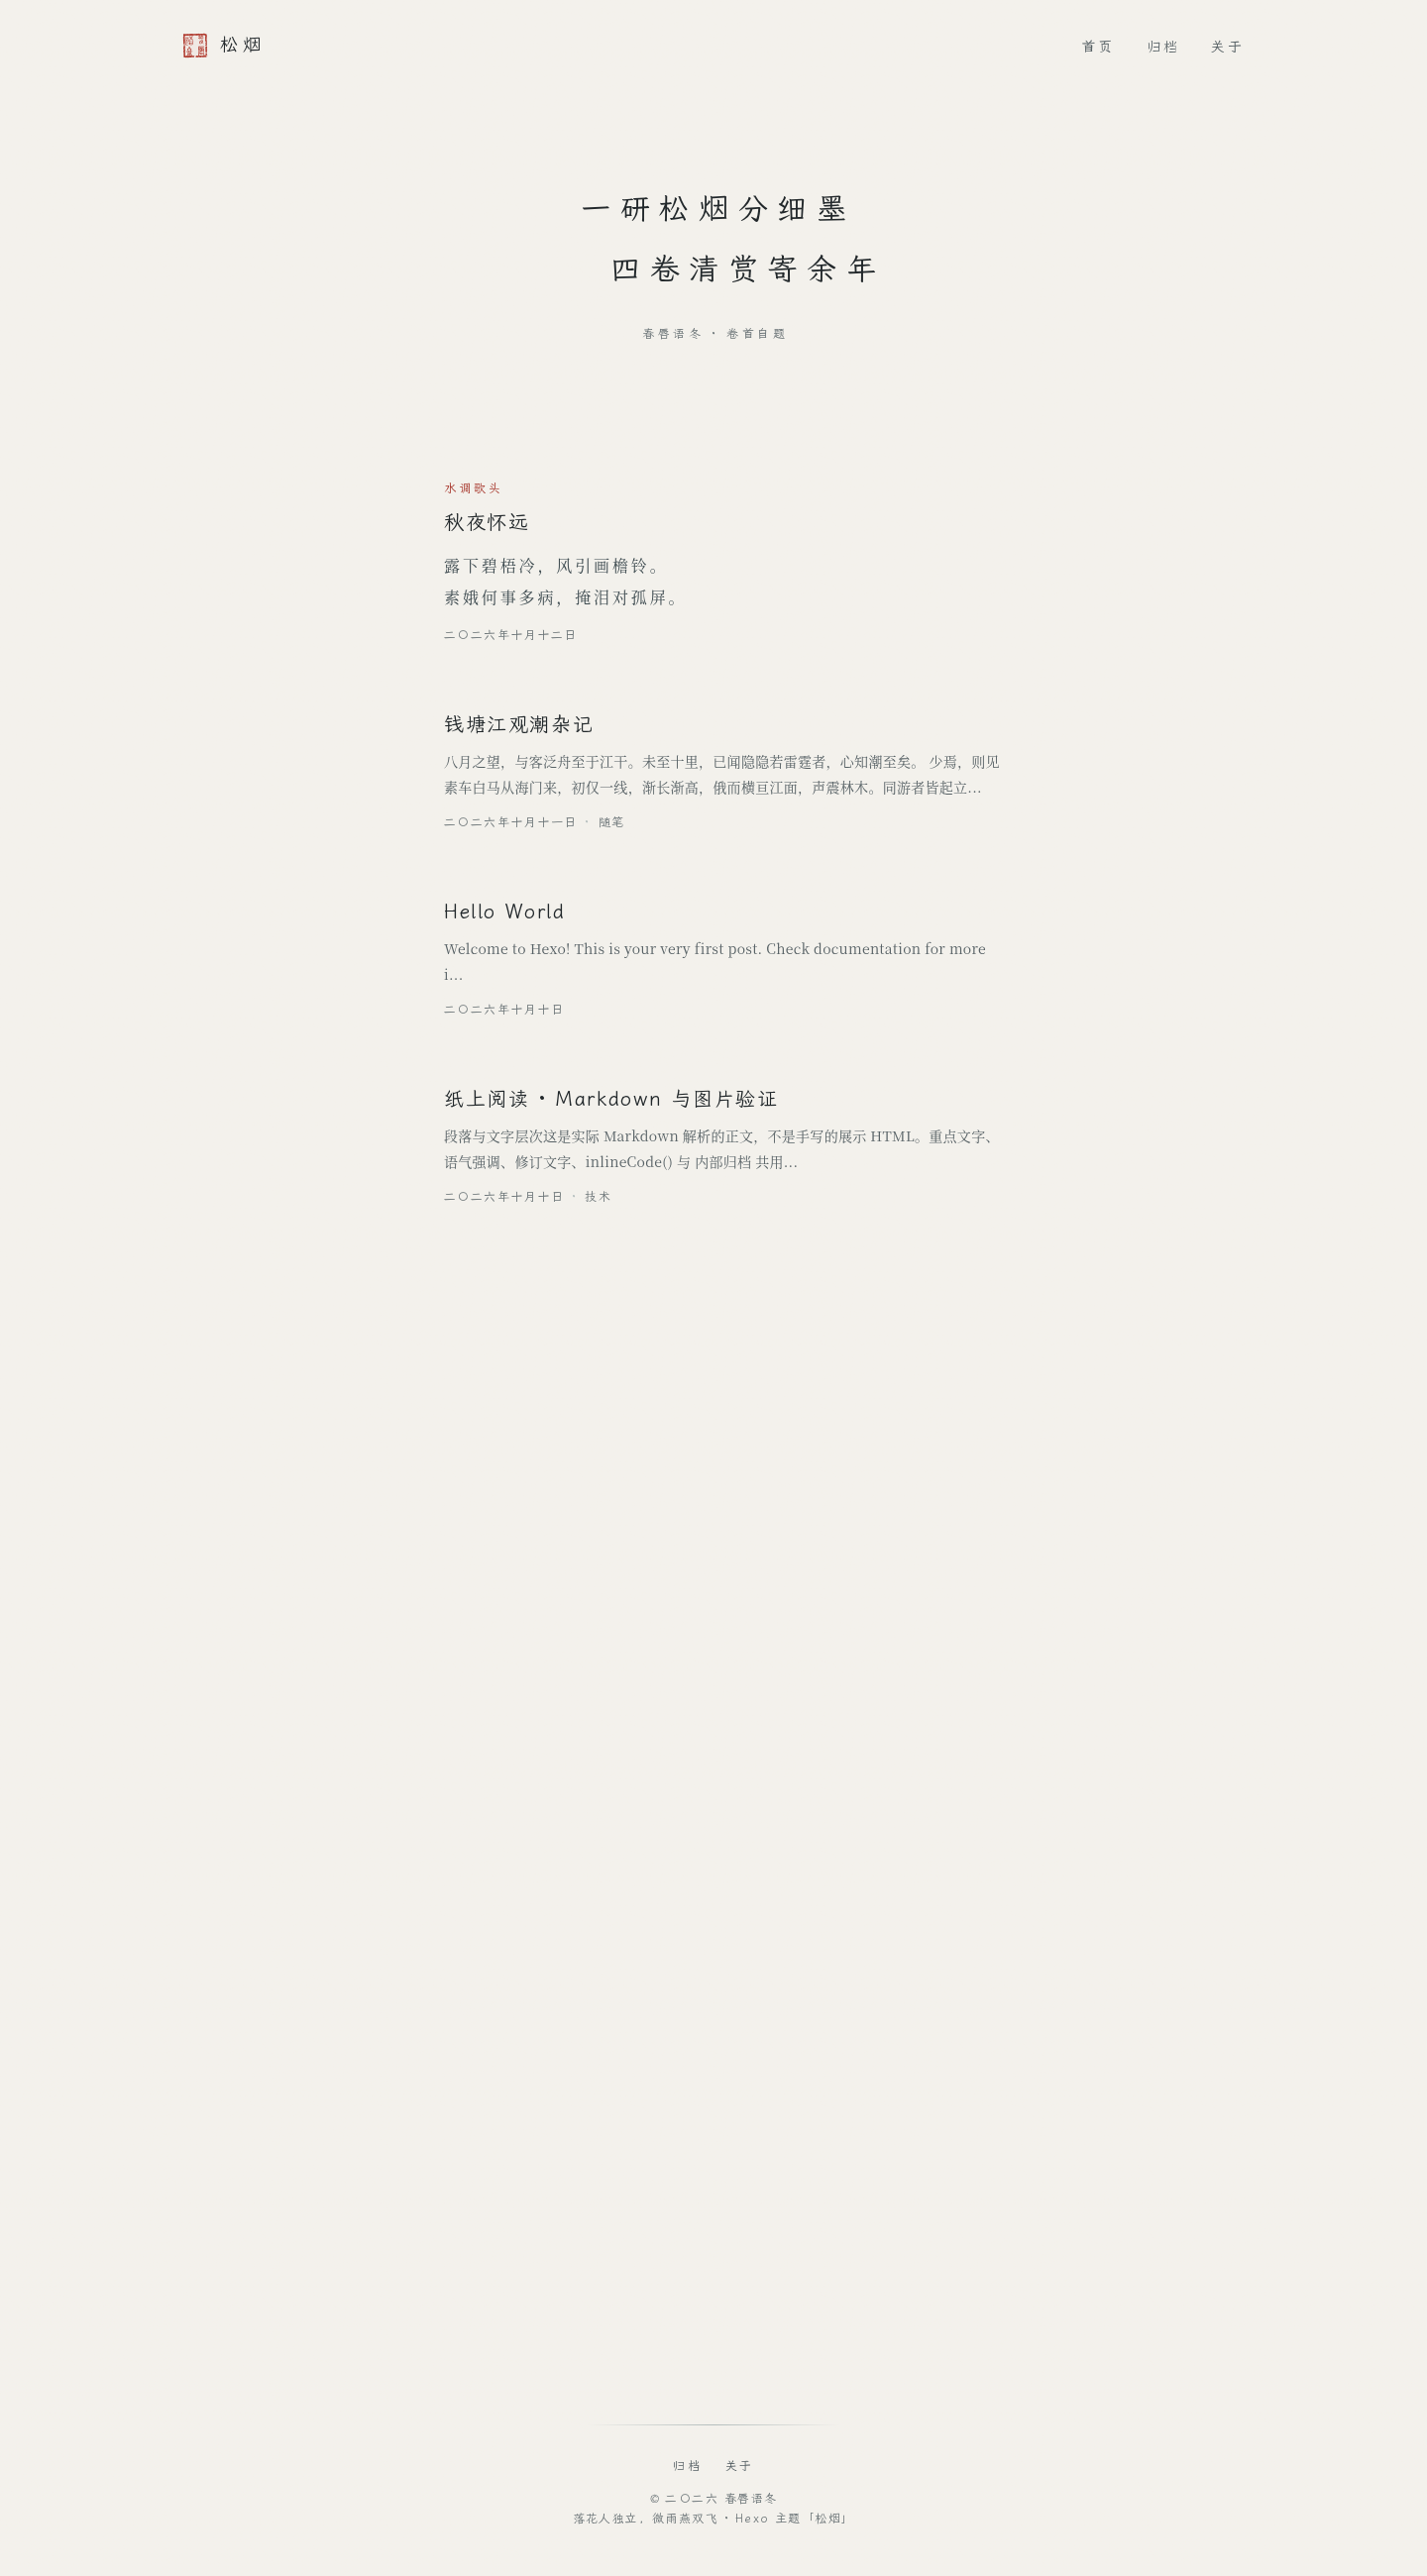 松烟
首页 归档 关于
一研松烟分细墨
四卷清赏寄余年
春唇语冬 · 卷首自题
水调歌头
秋夜怀远
露下碧梧冷，风引画檐铃。
素娥何事多病，掩泪对孤屏。
二〇二六年十月十二日
钱塘江观潮杂记
八月之望，与客泛舟至于江干。未至十里，已闻隐隐若雷霆者，心知潮至矣。 少焉，则见
素车白马从海门来，初仅一线，渐长渐高，俄而横亘江面，声震林木。同游者皆起立…
二〇二六年十月十一日 · 随笔
Hello World
Welcome to Hexo! This is your very first post. Check documentation for more
i…
二〇二六年十月十日
纸上阅读 · Markdown 与图片验证
段落与文字层次这是实际 Markdown 解析的正文，不是手写的展示 HTML。重点文字、
语气强调、修订文字、inlineCode() 与 内部归档 共用…
二〇二六年十月十日 · 技术
归档 关于
© 二〇二六 春唇语冬
落花人独立，微雨燕双飞 · Hexo 主题「松烟」